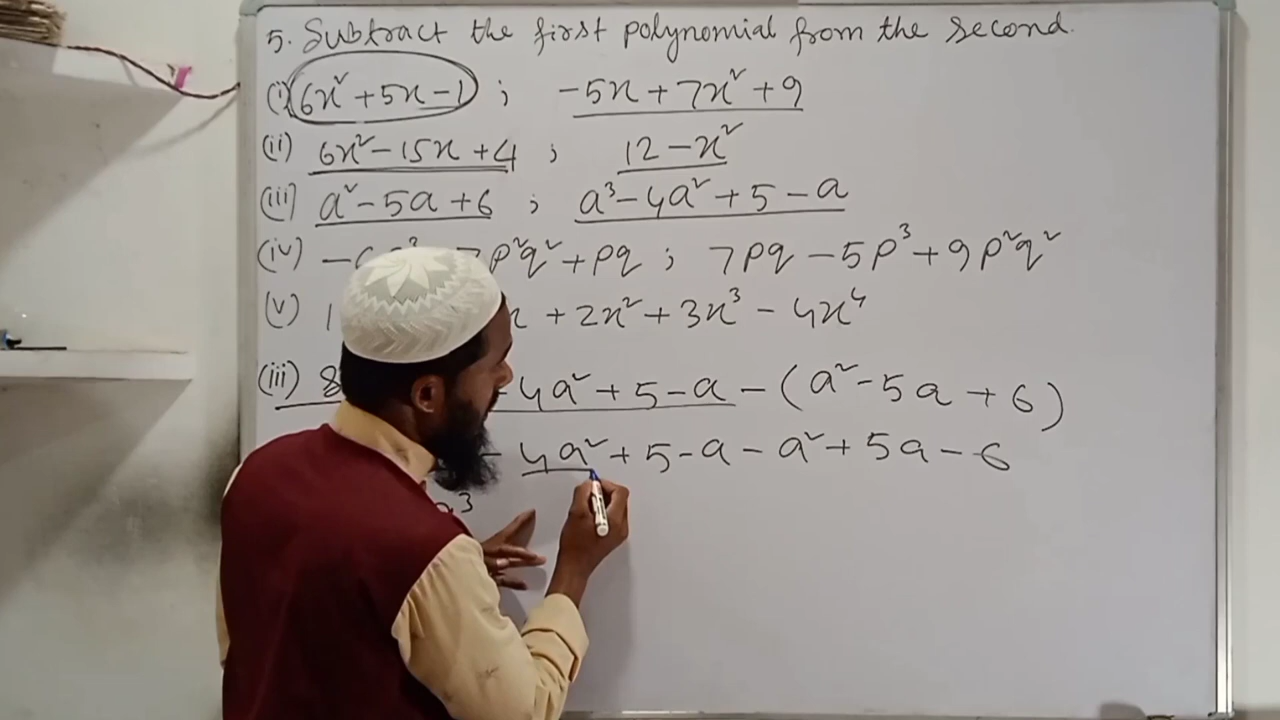 5. Subtract the first polynomial from the second.
(i) 6x² + 5x - 1 ; -5x + 7x² + 9
(ii) 6x² - 15x + 4 ; 12 - x²
(iii) a² - 5a + 6 ; a³ - 4a² + 5 - a
(iv) - p²q² + pq ; 7pq - 5p³ + 9p²q²
(v) 1 x + 2x² + 3x³ - 4x⁴
(iii) - 4a² + 5 - a - (a² - 5a + 6)
- 4a² + 5 - a - a² + 5a - 6
a³